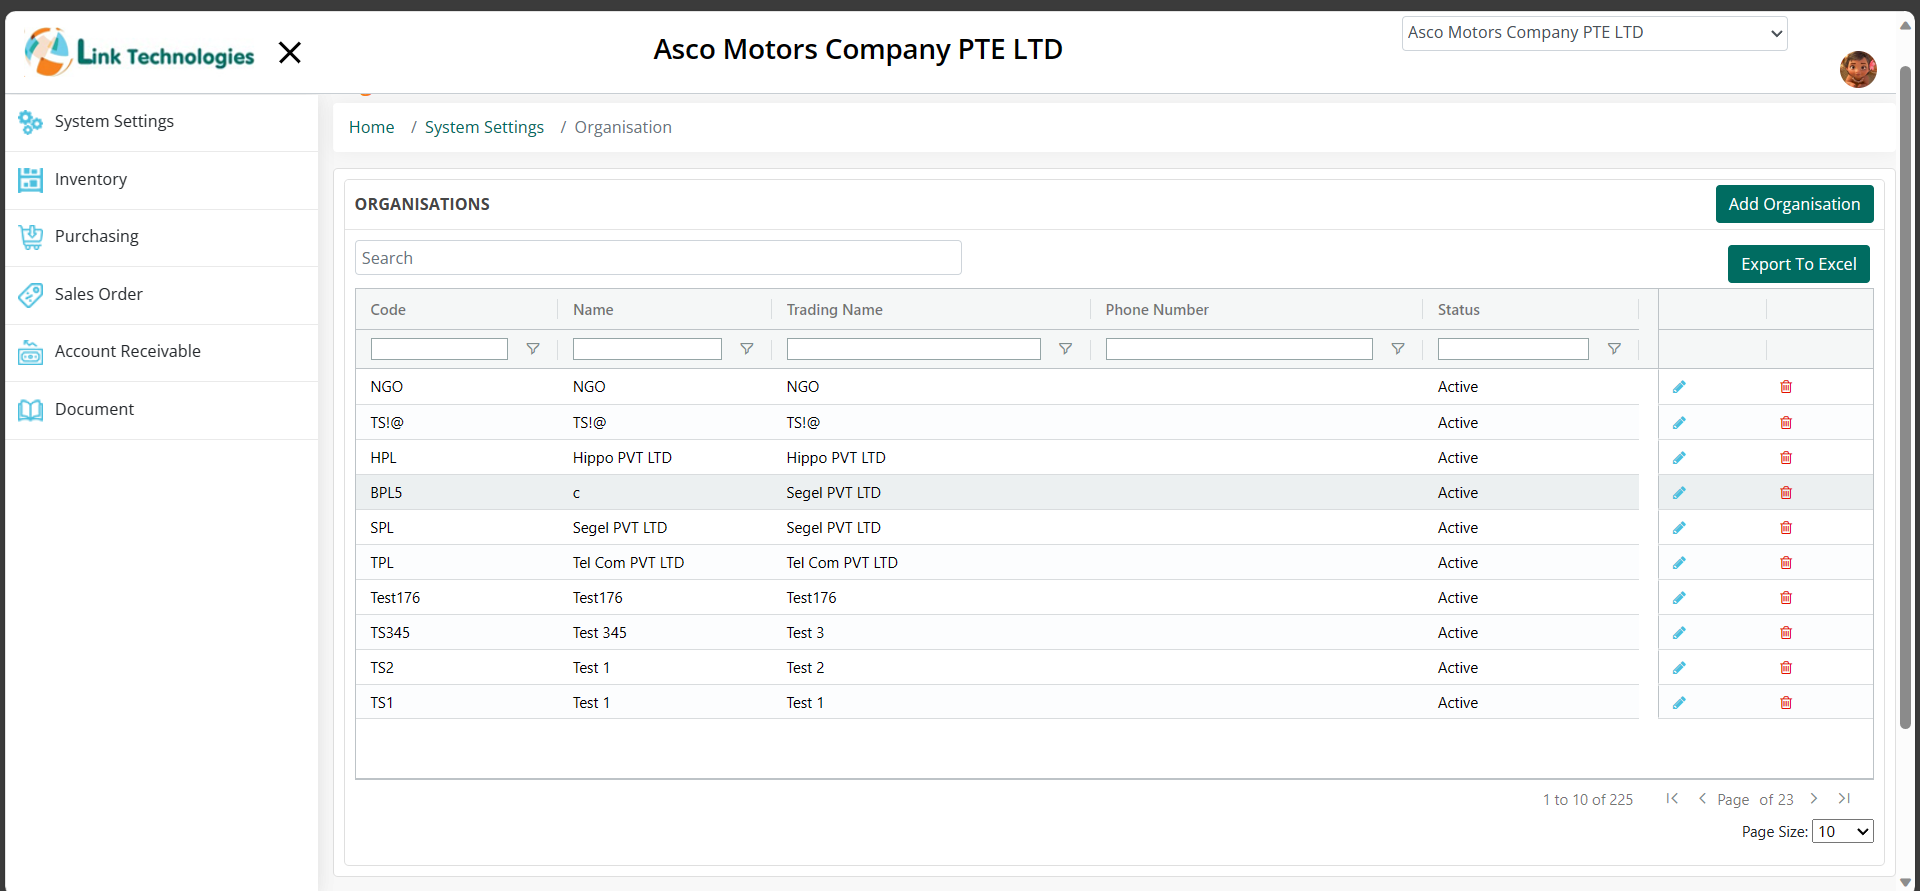 Link Technologies
Asco Motors Company PTE LTD
Asco Motors Company PTE LTD
System Settings
Inventory
Purchasing
Sales Order
Account Receivable
Document
Home / System Settings / Organisation
ORGANISATIONS
Add Organisation
Search
Export To Excel
Code Name Trading Name Phone Number Status
NGO NGO NGO Active
TS!@ TS!@ TS!@ Active
HPL Hippo PVT LTD Hippo PVT LTD Active
BPL5 c Segel PVT LTD Active
SPL Segel PVT LTD Segel PVT LTD Active
TPL Tel Com PVT LTD Tel Com PVT LTD Active
Test176 Test176 Test176 Active
TS345 Test 345 Test 3 Active
TS2 Test 1 Test 2 Active
TS1 Test 1 Test 1 Active
1 to 10 of 225 Page of 23
Page Size: 10